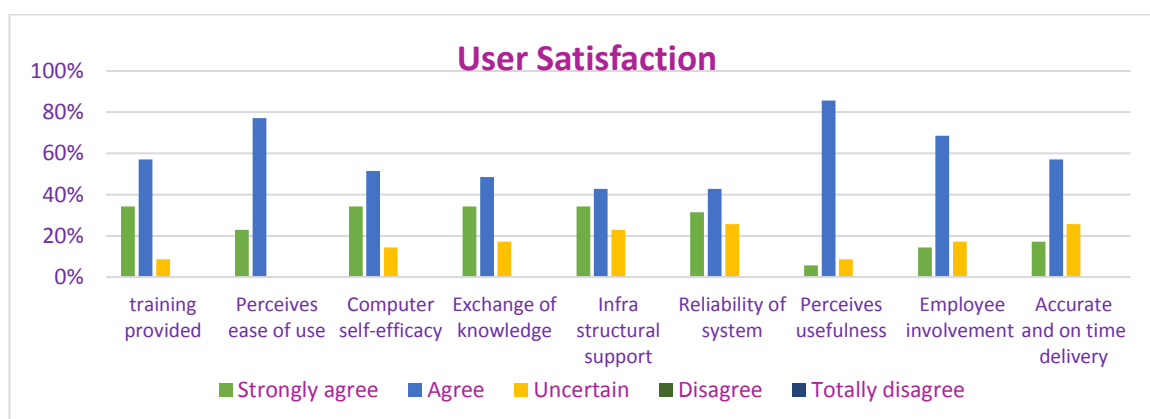 User Satisfaction
100%
80%
60%
40%
20%
0%
training provided
Perceives ease of use
Computer self-efficacy
Exchange of knowledge
Infra structural support
Reliability of system
Perceives usefulness
Employee involvement
Accurate and on time delivery
Strongly agree
Agree
Uncertain
Disagree
Totally disagree